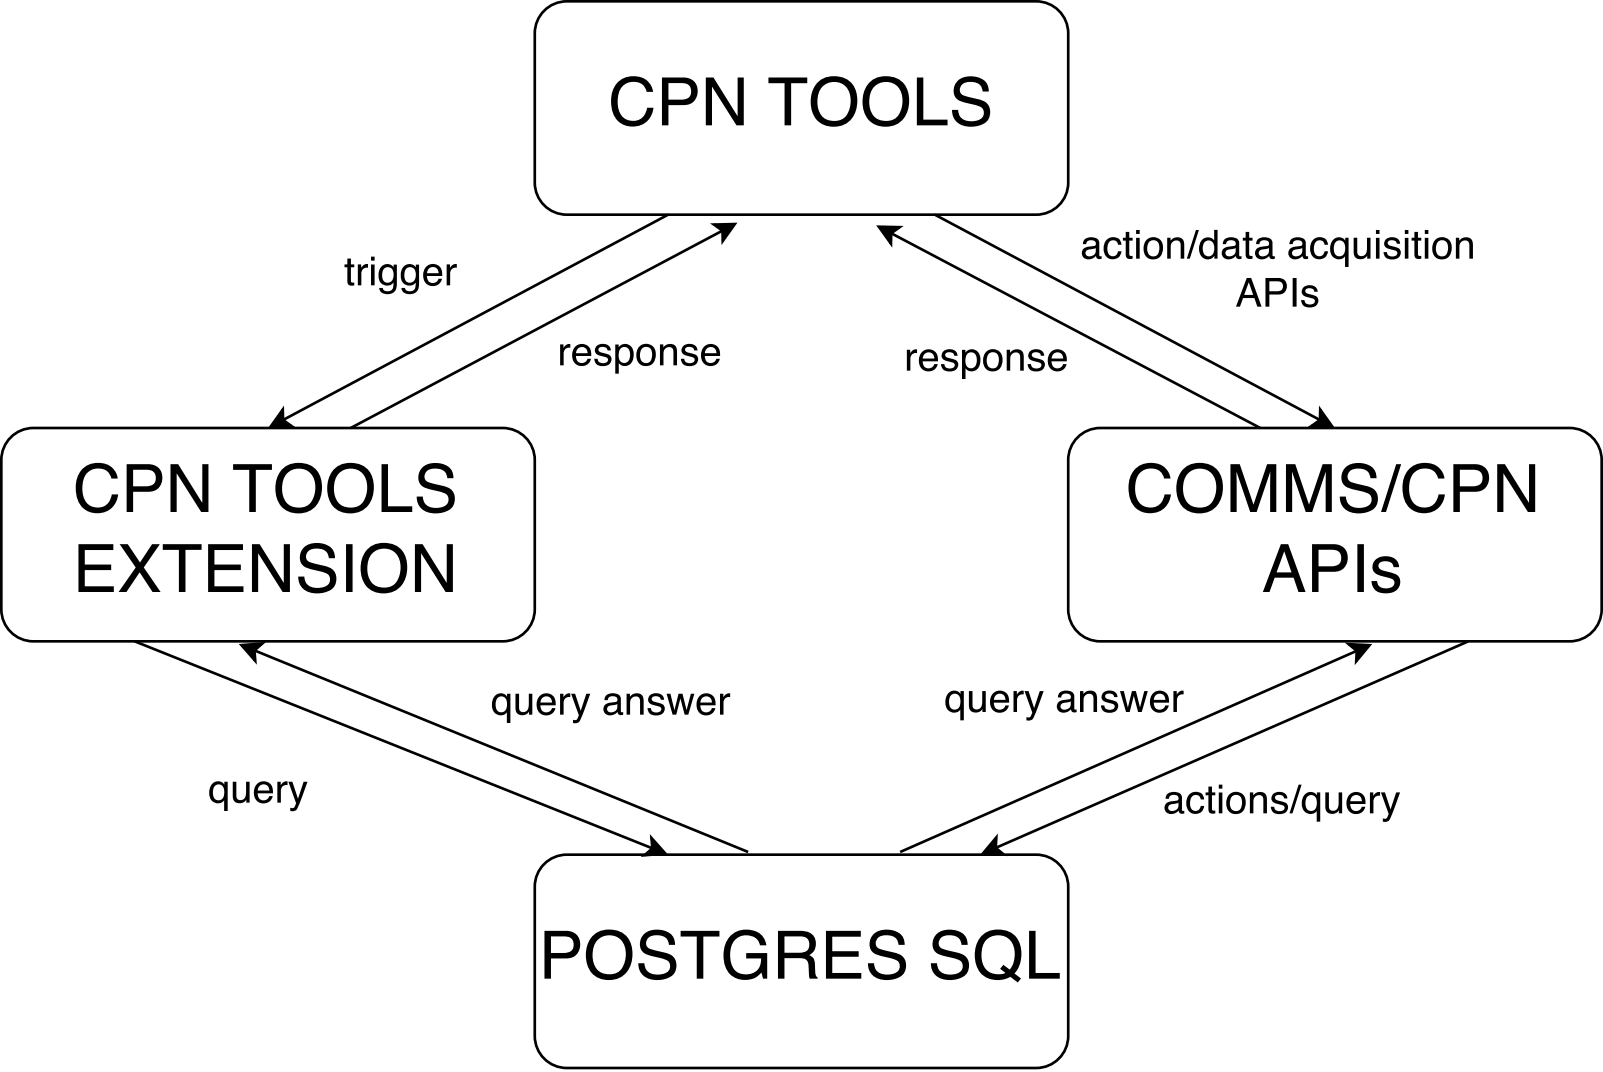 CPN TOOLS
trigger
action/data acquisition
APIs
response
response
CPN TOOLS
EXTENSION
COMMS/CPN
APIs
query answer
query answer
query
actions/query
POSTGRES SQL